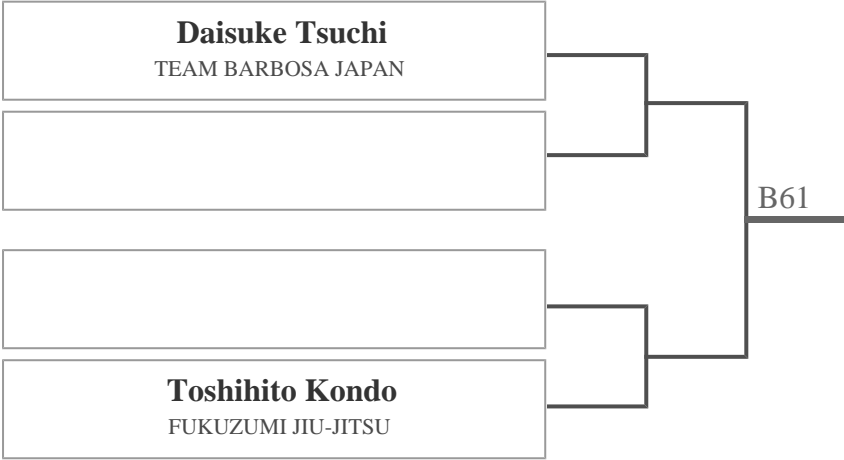 Daisuke Tsuchi
TEAM BARBOSA JAPAN
B61
Toshihito Kondo
FUKUZUMI JIU-JITSU